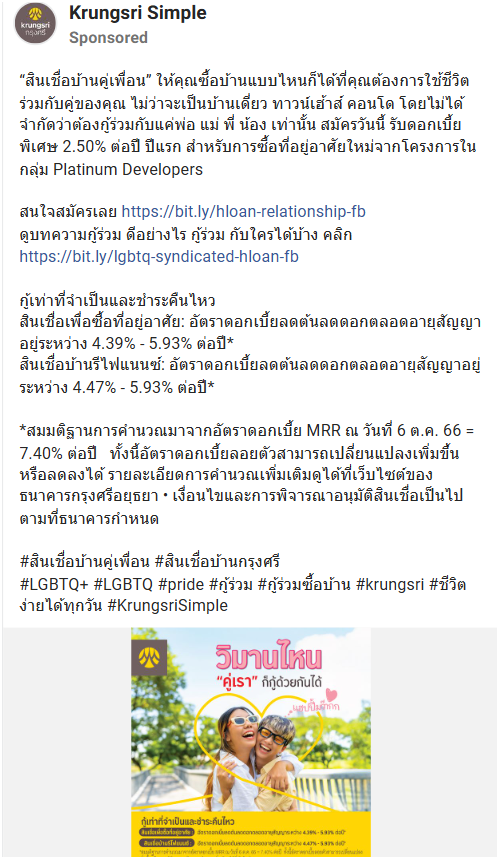 krungsri
กรุงศรี
Krungsri Simple
Sponsored
“สินเชื่อบ้านคู่เพื่อน” ให้คุณซื้อบ้านแบบไหนก็ได้ที่คุณต้องการใช้ชีวิต
ร่วมกับคู่ของคุณ ไม่ว่าจะเป็นบ้านเดี่ยว ทาวน์เฮ้าส์ คอนโด โดยไม่ได้
จำกัดว่าต้องกู้ร่วมกับแค่พ่อ แม่ พี่ น้อง เท่านั้น สมัครวันนี้ รับดอกเบี้ย
พิเศษ 2.50% ต่อปี ปีแรก สำหรับการซื้อที่อยู่อาศัยใหม่จากโครงการใน
กลุ่ม Platinum Developers
สนใจสมัครเลย https://bit.ly/hloan-relationship-fb
ดูบทความกู้ร่วม ดีอย่างไร กู้ร่วม กับใครได้บ้าง คลิก
https://bit.ly/lgbtq-syndicated-hloan-fb
กู้เท่าที่จำเป็นและชำระคืนไหว
สินเชื่อเพื่อซื้อที่อยู่อาศัย: อัตราดอกเบี้ยลดต้นลดดอกตลอดอายุสัญญา
อยู่ระหว่าง 4.39% - 5.93% ต่อปี*
สินเชื่อบ้านรีไฟแนนซ์: อัตราดอกเบี้ยลดต้นลดดอกตลอดอายุสัญญาอยู่
ระหว่าง 4.47% - 5.93% ต่อปี*
*สมมติฐานการคำนวณมาจากอัตราดอกเบี้ย MRR ณ วันที่ 6 ต.ค. 66 =
7.40% ต่อปี ทั้งนี้อัตราดอกเบี้ยลอยตัวสามารถเปลี่ยนแปลงเพิ่มขึ้น
หรือลดลงได้ รายละเอียดการคำนวณเพิ่มเติมดูได้ที่เว็บไซต์ของ
ธนาคารกรุงศรีอยุธยา • เงื่อนไขและการพิจารณาอนุมัติสินเชื่อเป็นไป
ตามที่ธนาคารกำหนด
#สินเชื่อบ้านคู่เพื่อน #สินเชื่อบ้านกรุงศรี
#LGBTQ+ #LGBTQ #pride #กู้ร่วม #กู้ร่วมซื้อบ้าน #krungsri #ชีวิต
ง่ายได้ทุกวัน #KrungsriSimple
วิมานไหน
“คู่เรา” ก็กู้ด้วยกันได้
กู้เท่าที่จำเป็นและชำระคืนไหว
สินเชื่อเพื่อซื้อที่อยู่อาศัย : อัตราดอกเบี้ยลดต้นลดดอกตลอดอายุสัญญาอยู่ระหว่าง 4.39% - 5.93% ต่อปี*
สินเชื่อบ้านรีไฟแนนซ์ : อัตราดอกเบี้ยลดต้นลดดอกตลอดอายุสัญญาอยู่ระหว่าง 4.47% - 5.93% ต่อปี*